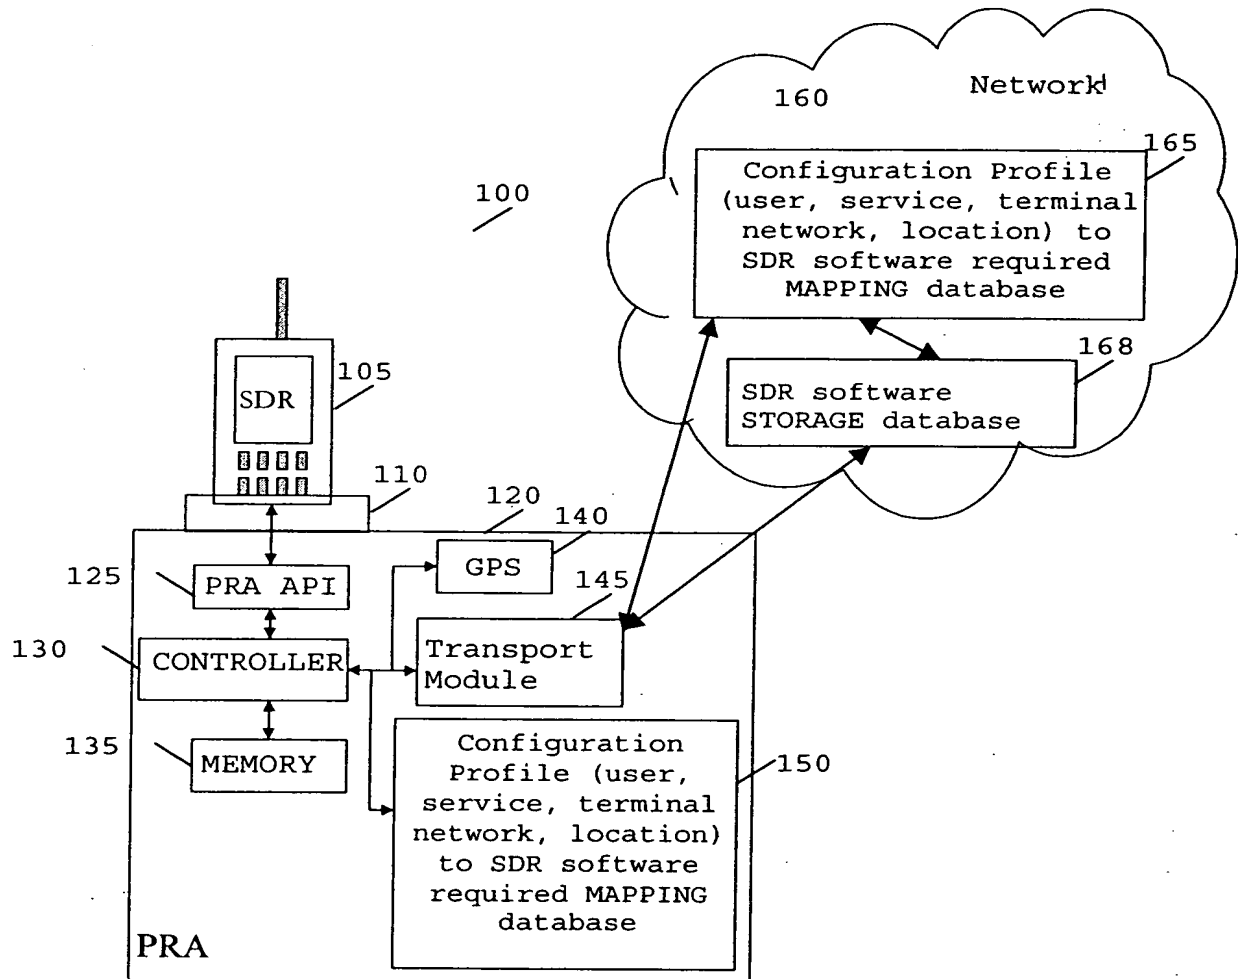 Network
160
165
Configuration Profile
(user, service, terminal
network, location) to
SDR software required
MAPPING database
100
168
SDR software
STORAGE database
105
SDR
110
120
140
GPS
125
PRA API
145
130
CONTROLLER
Transport
Module
135
MEMORY
Configuration
Profile (user,
service, terminal
network, location)
to SDR software
required MAPPING
database
150
PRA